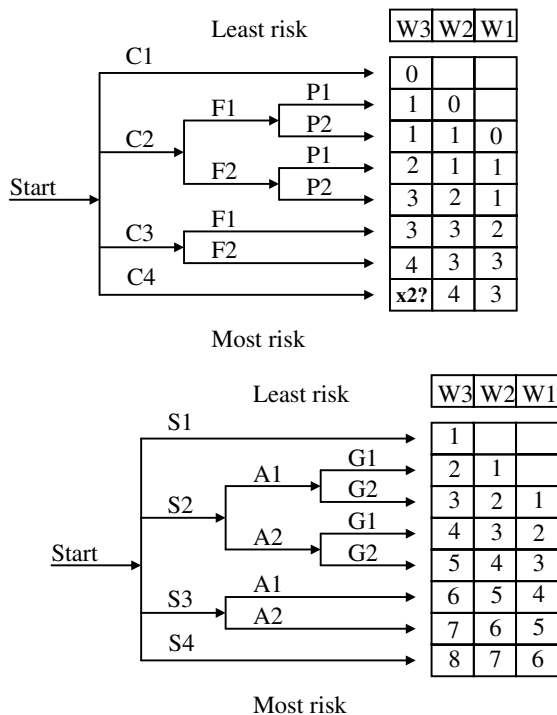 Least risk W3 W2 W1
C1 0
P1 1 0
F1
P2 1 1 0
C2
P1 2 1 1
F2
Start P2 3 2 1
F1 3 3 2
C3
F2 4 3 3
C4 x2? 4 3
Most risk
Least risk W3 W2 W1
S1 1
G1 2 1
A1
G2 3 2 1
S2
G1 4 3 2
A2
Start G2 5 4 3
A1 6 5 4
S3
A2 7 6 5
S4 8 7 6
Most risk